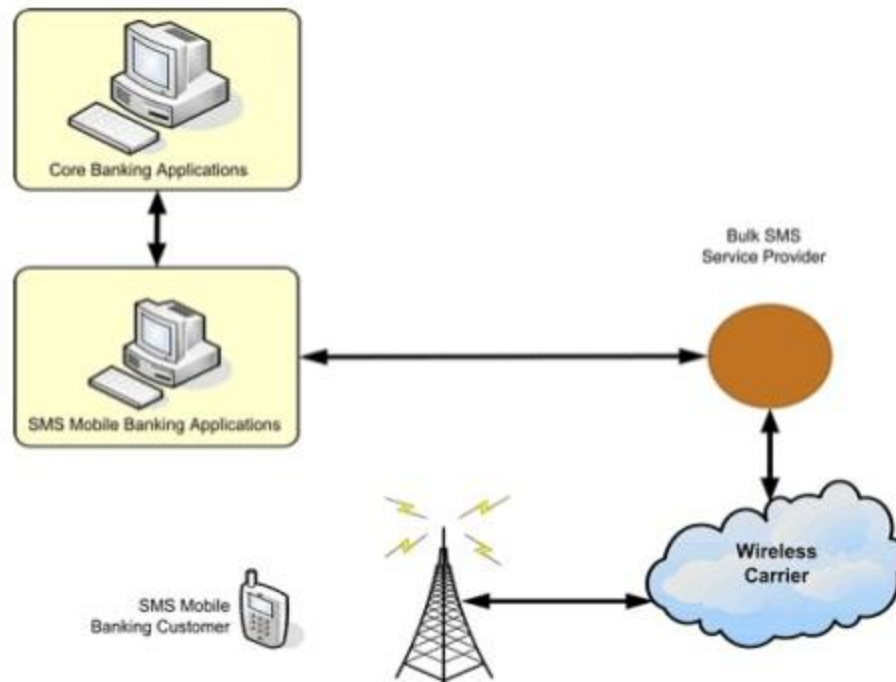 Core Banking Applications
SMS Mobile Banking Applications
Bulk SMS
Service Provider
Wireless
Carrier
SMS Mobile
Banking Customer